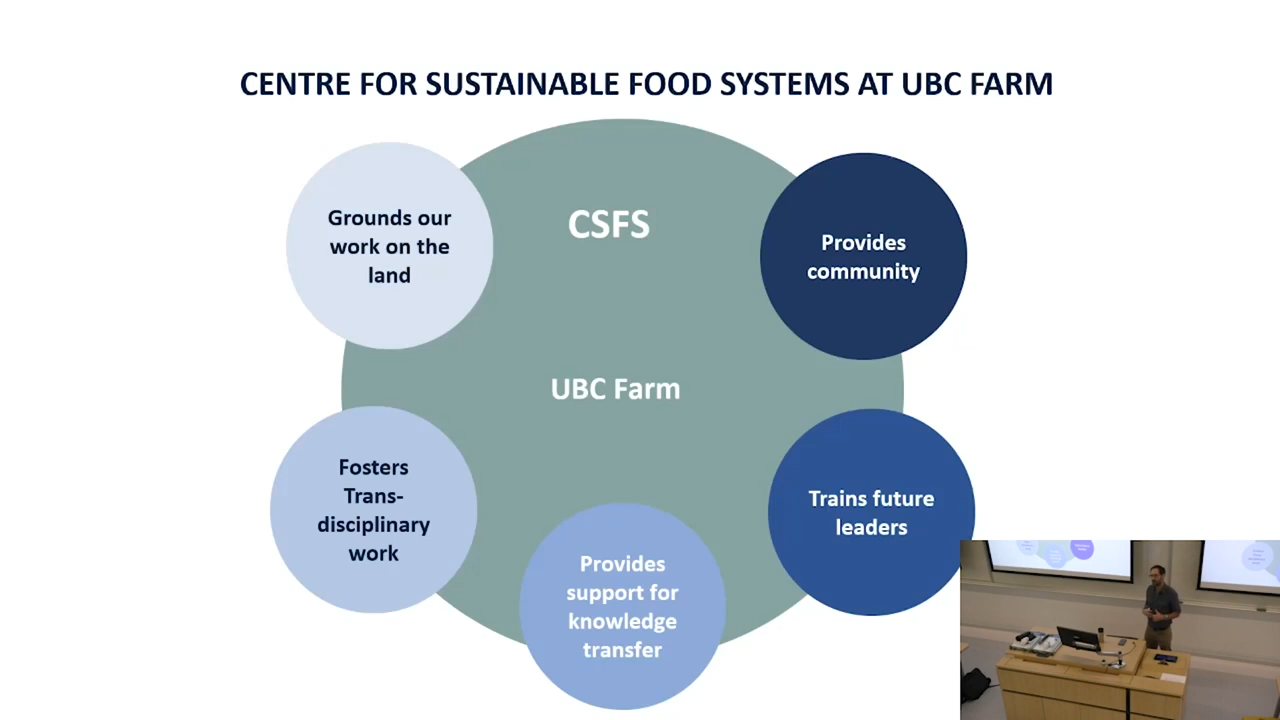 CENTRE FOR SUSTAINABLE FOOD SYSTEMS AT UBC FARM
CSFS
UBC Farm
Grounds our
work on the
land
Provides
community
Fosters
Trans-
disciplinary
work
Trains future
leaders
Provides
support for
knowledge
transfer